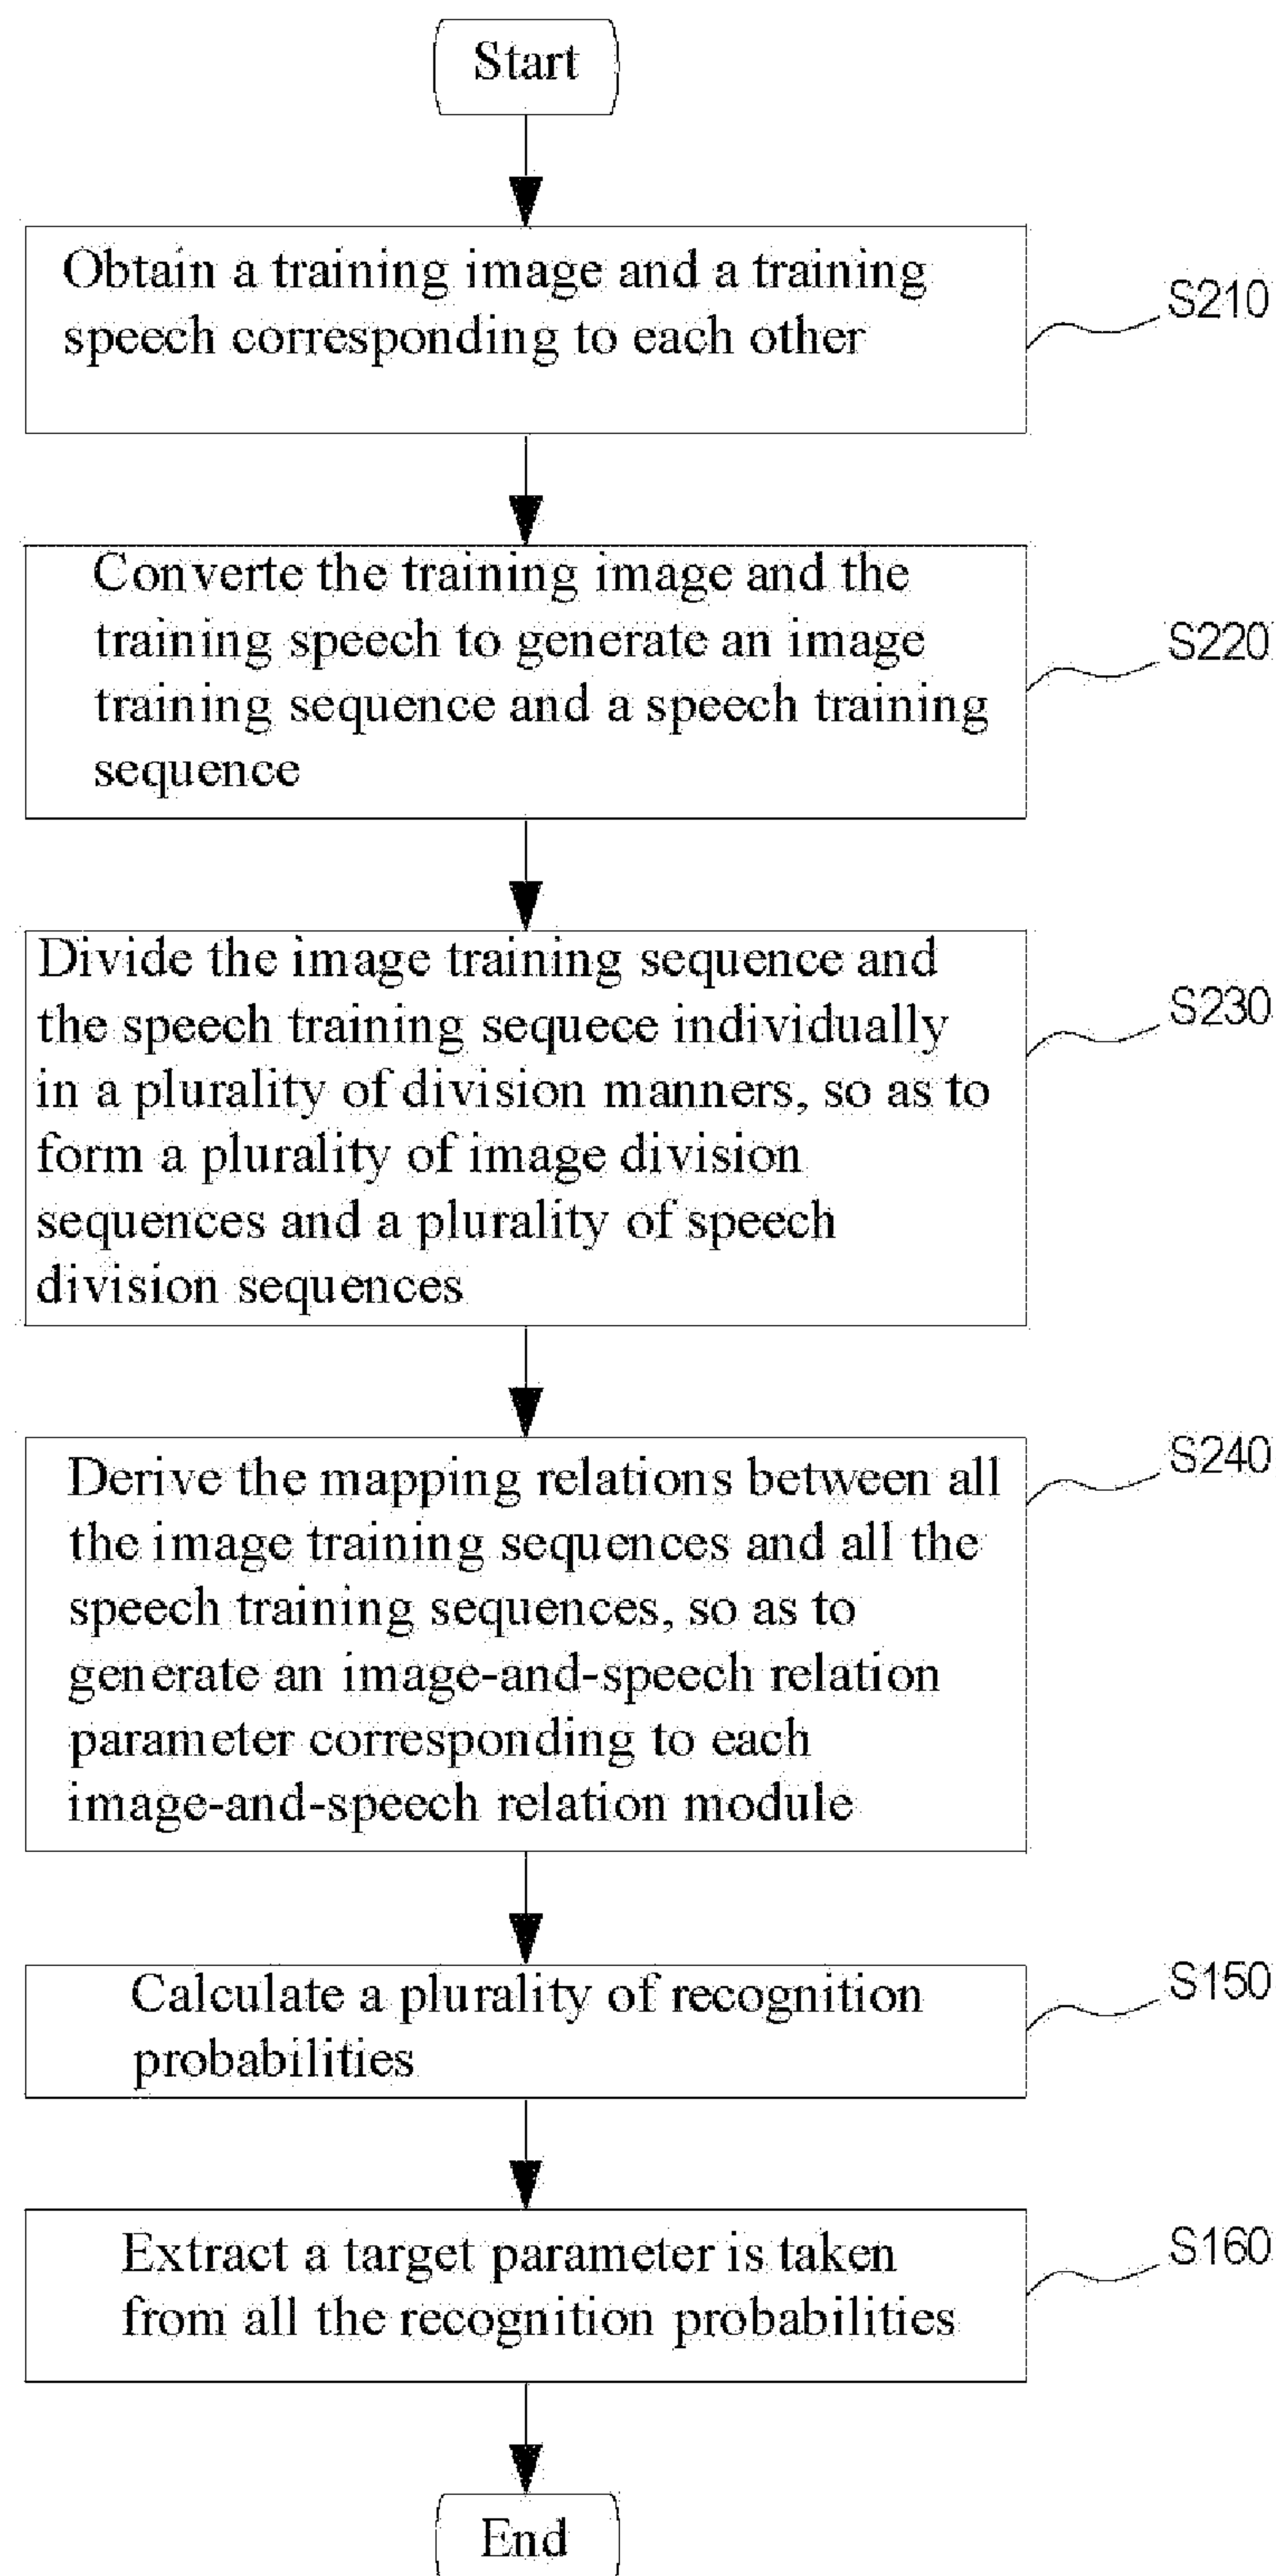 Start
Obtain a training image and a training
speech corresponding to each other
S210
Converte the training image and the
training speech to generate an image
training sequence and a speech training
sequence
S220
Divide the image training sequence and
the speech training sequece individually
in a plurality of division manners, so as to
form a plurality of image division
sequences and a plurality of speech
division sequences
S230
Derive the mapping relations between all
the image training sequences and all the
speech training sequences, so as to
generate an image-and-speech relation
parameter corresponding to each
image-and-speech relation module
S240
Calculate a plurality of recognition
probabilities
S150
Extract a target parameter is taken
from all the recognition probabilities
S160
End